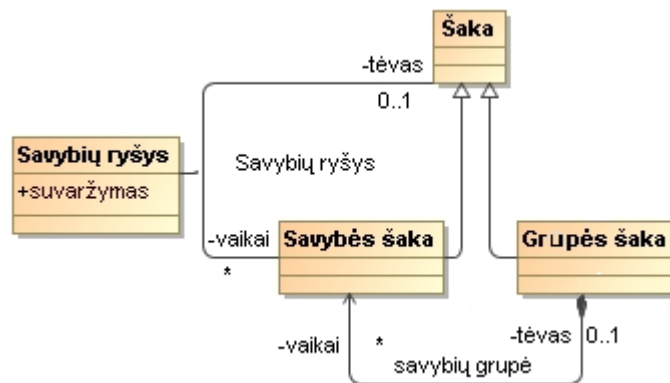 Šaka
-tėvas
0..1
Savybių ryšys
+suvaržymas
Savybių ryšys
-vaikai
*
Savybės šaka
Grupės šaka
-vaikai
*
-tėvas
0..1
savybių grupė